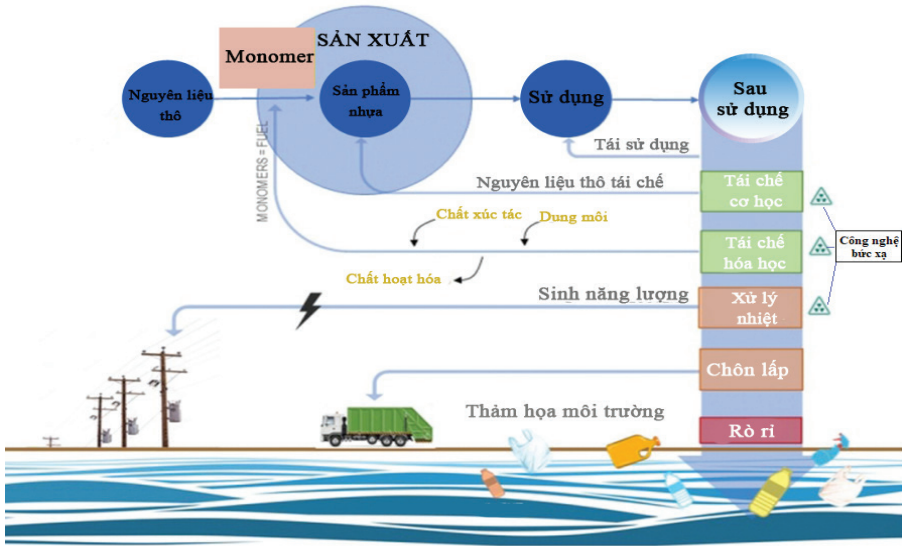 SẢN XUẤT
Monomer
Nguyên liệu
thô
Sản phẩm
nhựa
Sử dụng
Sau
sử dụng
Tái sử dụng
MONOMERS = FUEL
Nguyên liệu thô tái chế
Tái chế
cơ học
Chất xúc tác
Dung môi
Tái chế
hóa học
Công nghệ
bức xạ
Chất hoạt hóa
Sinh năng lượng
Xử lý
nhiệt
Chôn lấp
Thảm họa môi trường
Rò rỉ